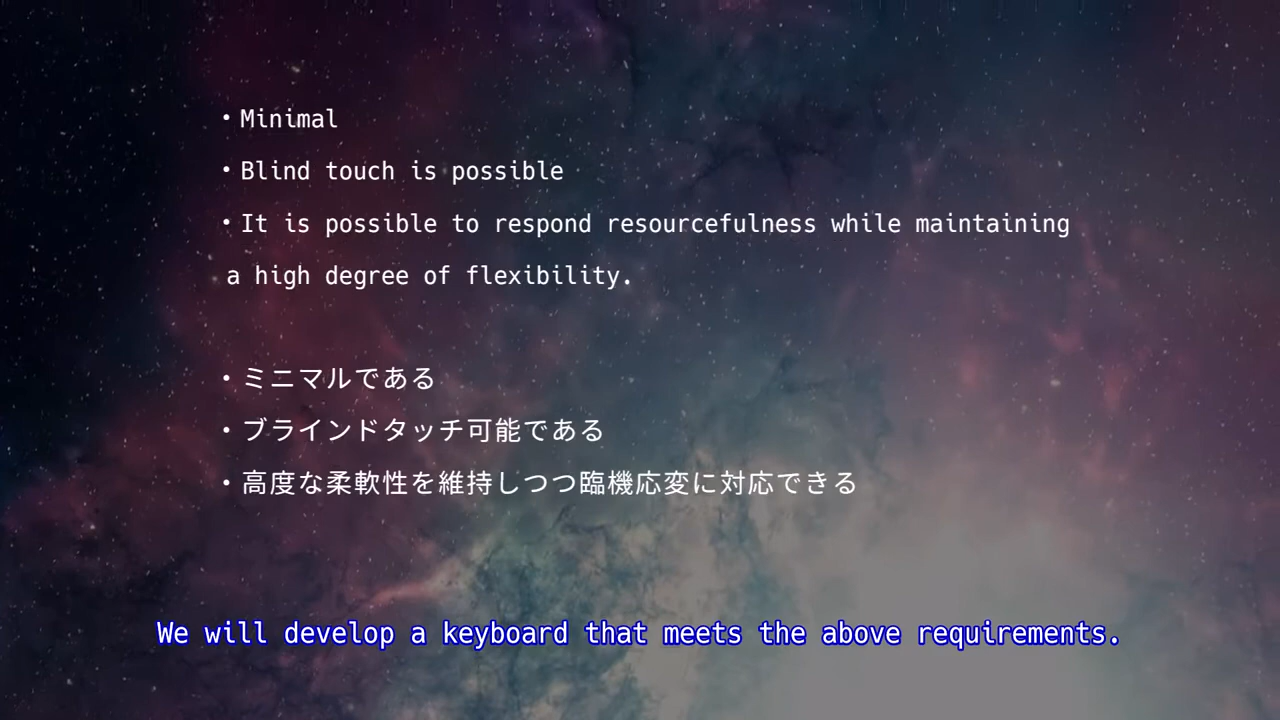 ・Minimal
・Blind touch is possible
・It is possible to respond resourcefulness while maintaining
a high degree of flexibility.
・ミニマルである
・ブラインドタッチ可能である
・高度な柔軟性を維持しつつ臨機応変に対応できる
We will develop a keyboard that meets the above requirements.